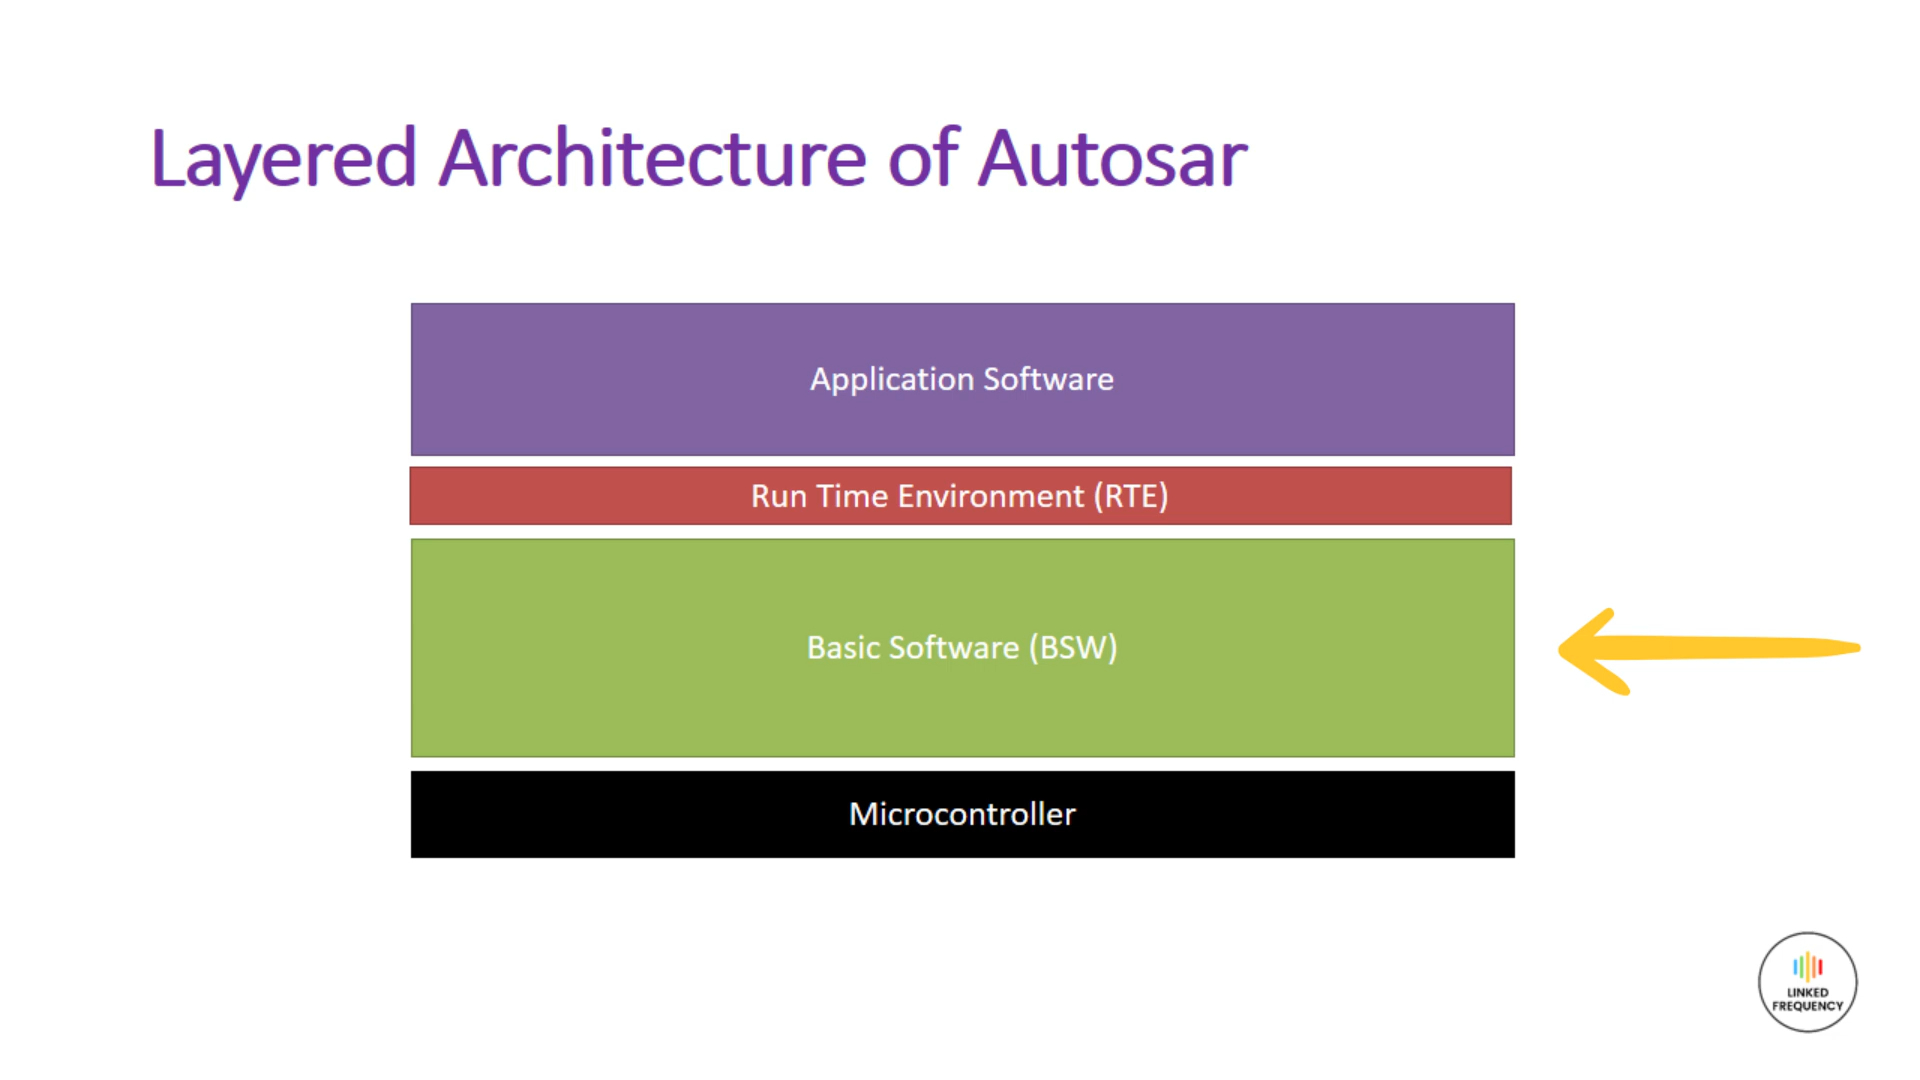 Layered Architecture of Autosar
Application Software
Run Time Environment (RTE)
Basic Software (BSW)
Microcontroller
LINKED
FREQUENCY